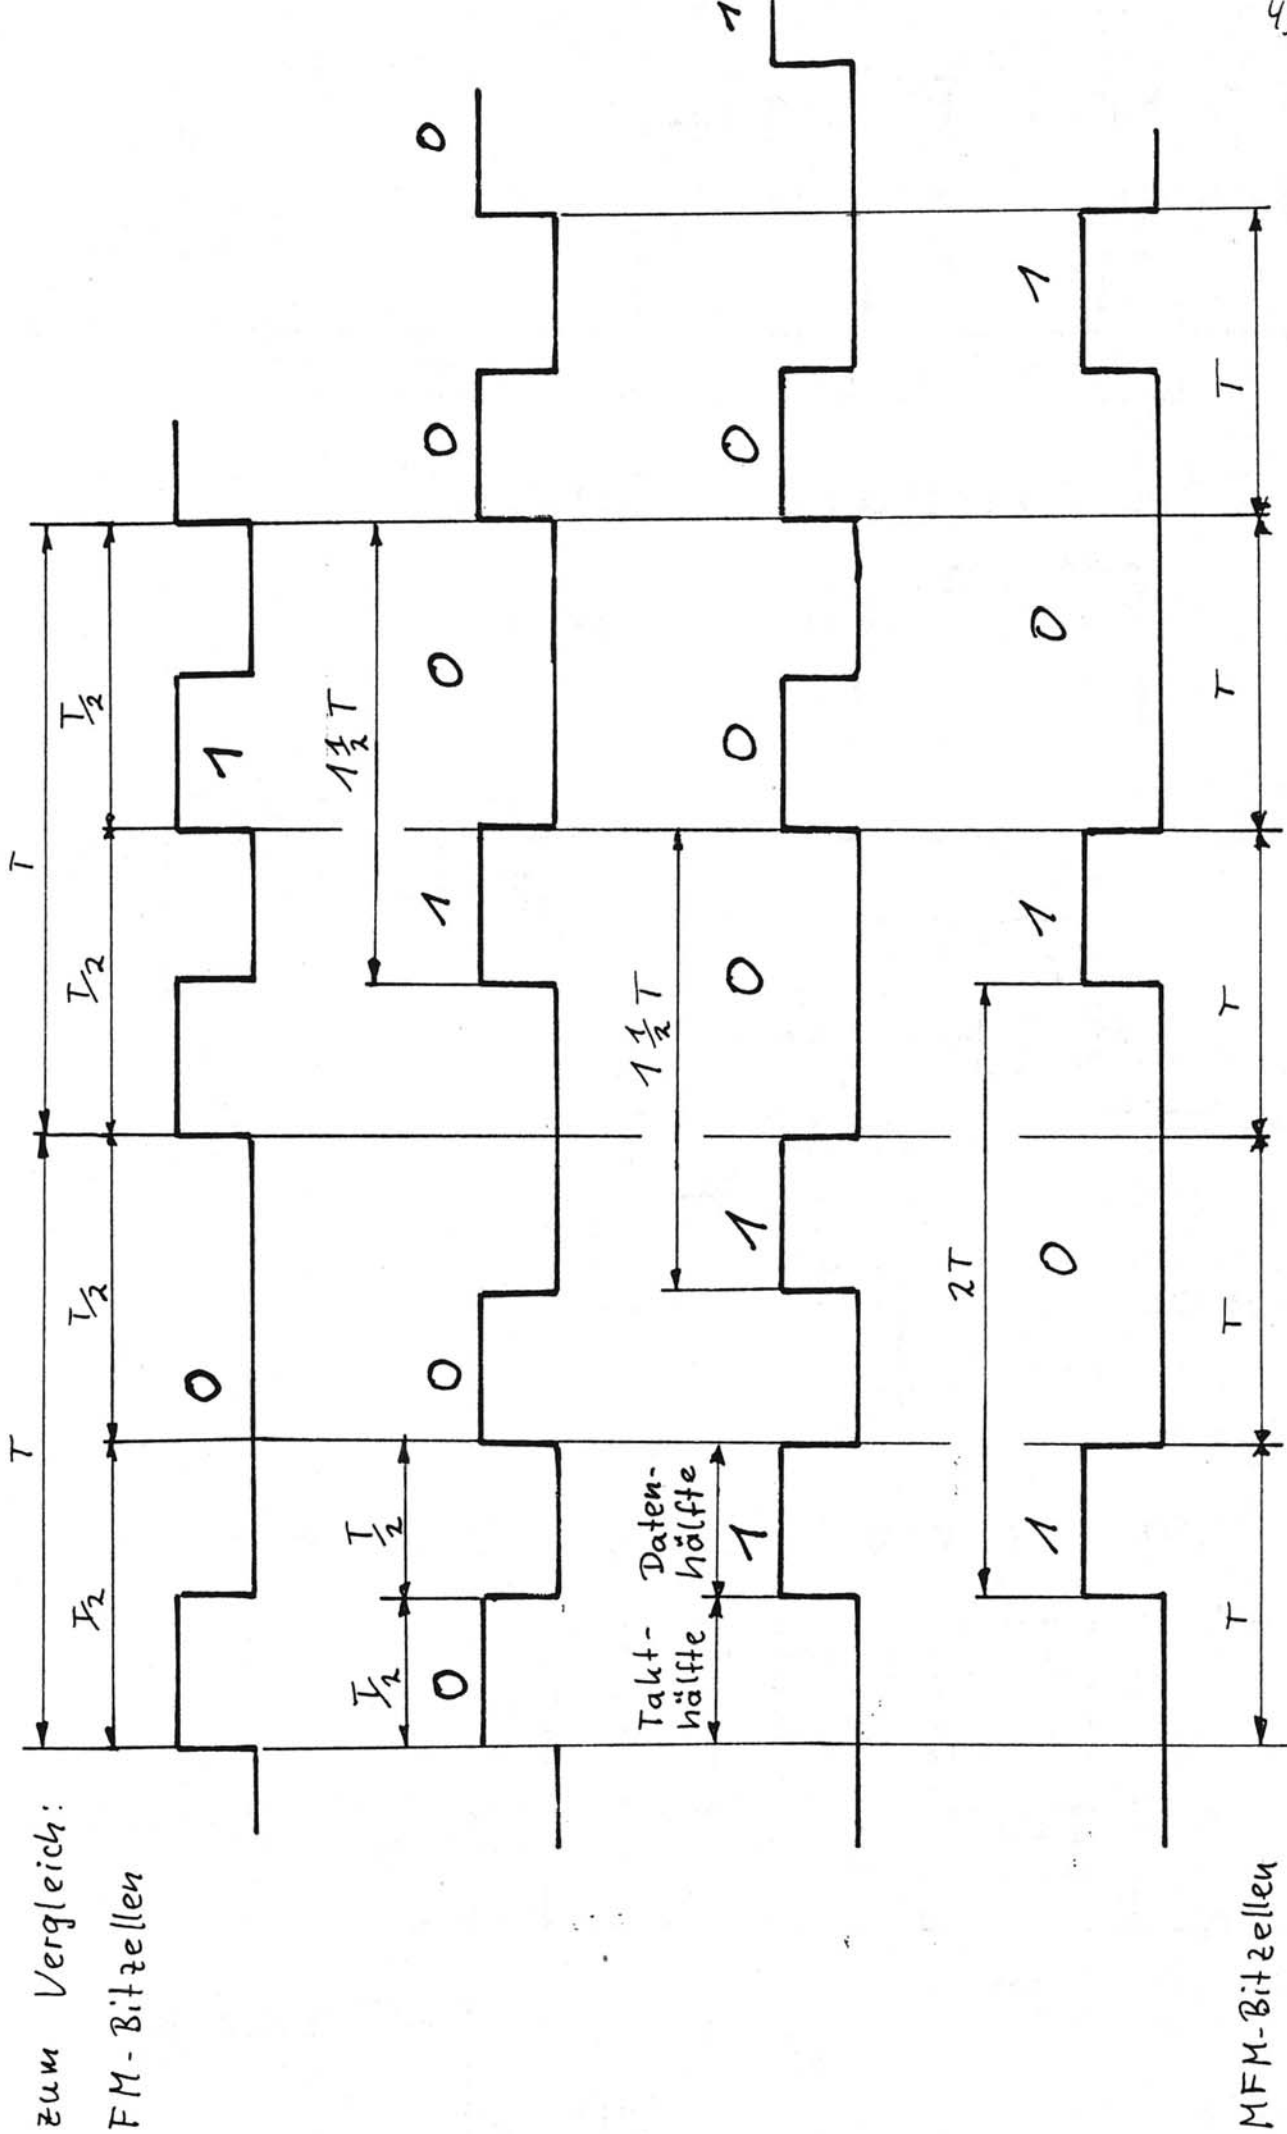 zum Vergleich:
T T
FM-Bitzellen
T/2 T/2 T/2 T/2
0 1
1 1/2 T
T/2 T/2
0 0 1 0 0 0
1 1/2 T
Takt- Daten-
hälfte hälfte
1 1 0 0 0 1
2T
1 0 1 0 1
T T T T T
MFM-Bitzellen